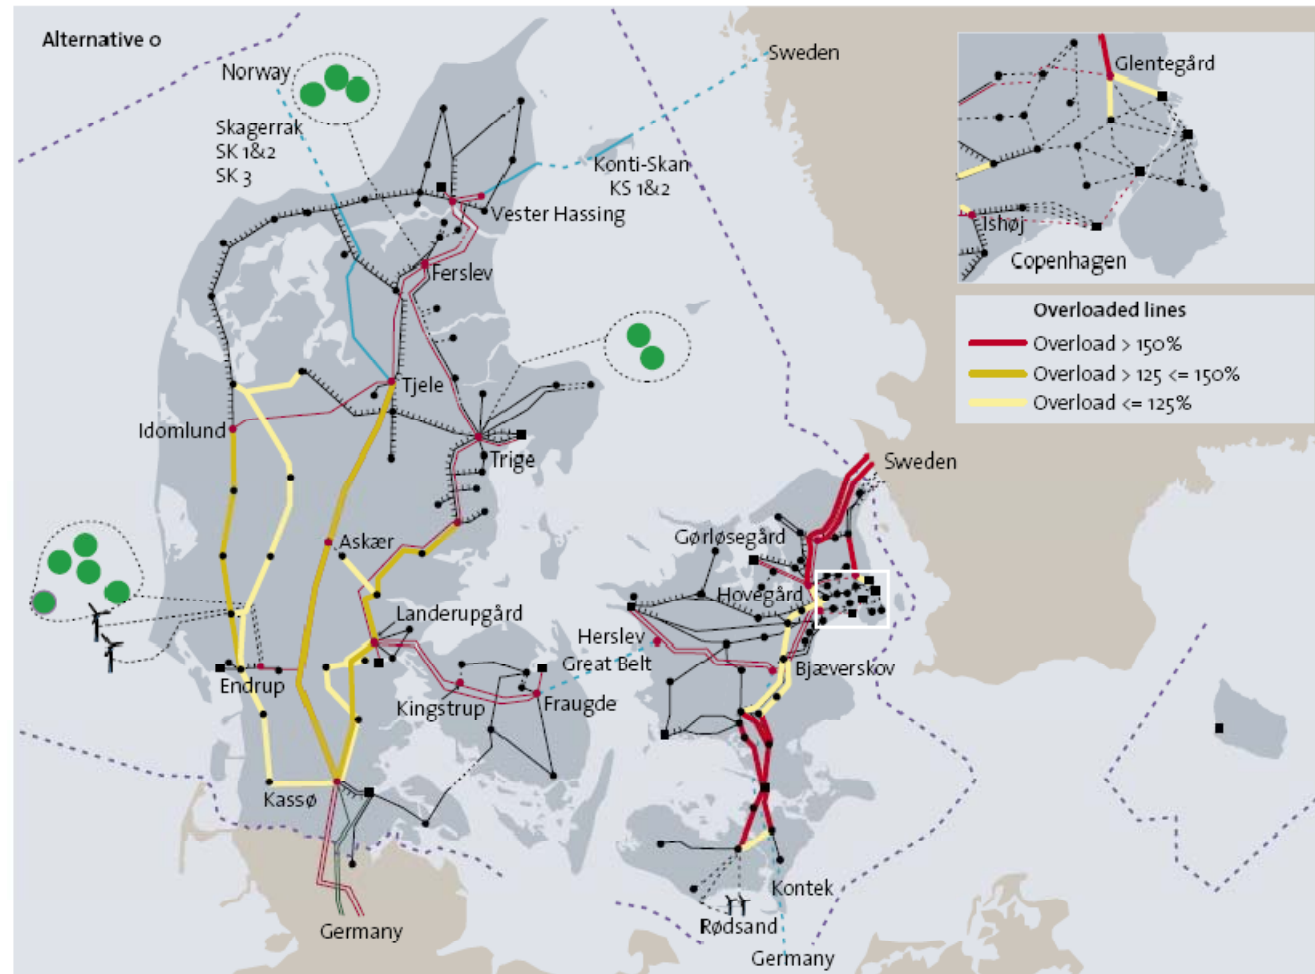 Alternative 0
Norway
Skagerrak
SK 1&2
SK 3
Sweden
Konti-Skan
KS 1&2
Vester Hassing
Ferslev
Tjele
Idomlund
Trige
Askær
Landerupgård
Endrup
Kingstrup
Fraugde
Kassø
Germany
Sweden
Gørløsegård
Hovegård
Herslev
Great Belt
Bjæverskov
Kontek
Rødsand
Germany
Glentegård
Ishøj
Copenhagen
Overloaded lines
Overload > 150%
Overload > 125 <= 150%
Overload <= 125%